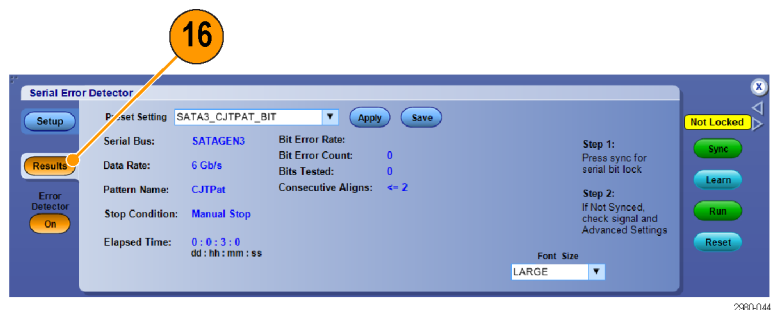 16
Serial Error Detector
Setup
Preset Setting SATA3_CJTPAT_BIT Apply Save
X
Not Locked
Serial Bus: SATAGEN3
Bit Error Rate:
Bit Error Count: 0
Bits Tested: 0
Consecutive Aligns: <= 2
Results
Data Rate: 6 Gb/s
Pattern Name: CJTPat
Error
Detector
On
Stop Condition: Manual Stop
Elapsed Time: 0 : 0 : 3 : 0
dd : hh : mm : ss
Step 1:
Press sync for
serial bit lock
Step 2:
If Not Synced,
check signal and
Advanced Settings
Font Size
LARGE
Sync
Learn
Run
Reset
2980-044